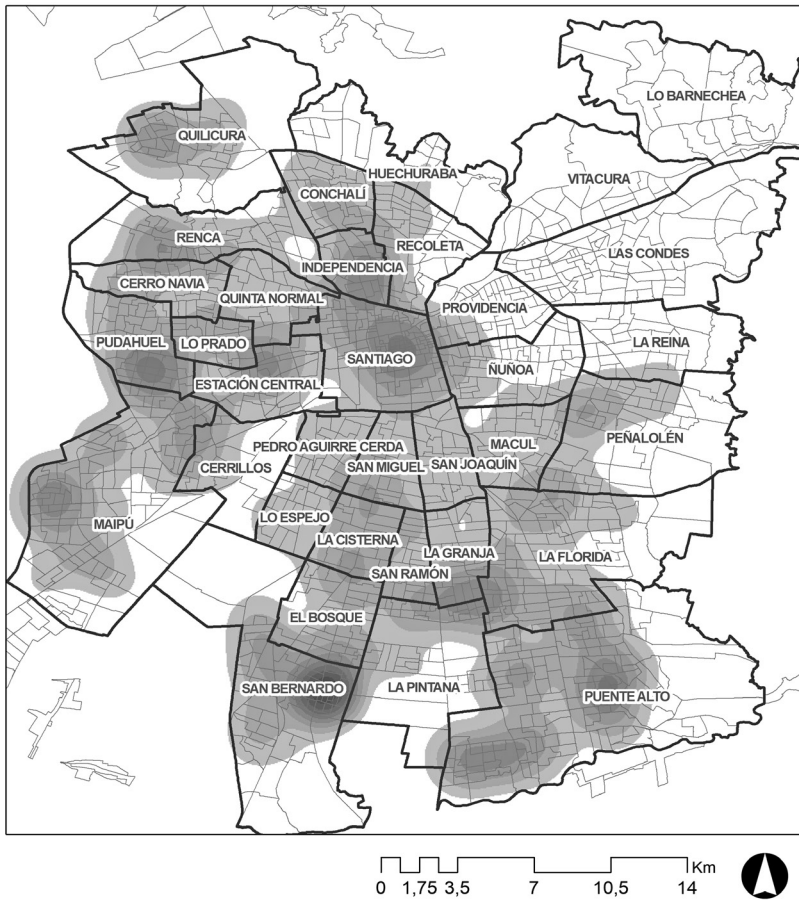 LO BARNECHEA
QUILICURA
HUECHURABA
VITACURA
CONCHALÍ
RENCA
RECOLETA
LAS CONDES
INDEPENDENCIA
CERRO NAVIA
QUINTA NORMAL
PROVIDENCIA
PUDAHUEL
LO PRADO
LA REINA
SANTIAGO
ÑUÑOA
ESTACIÓN CENTRAL
PEÑALOLÉN
PEDRO AGUIRRE CERDA
MACUL
CERRILLOS
SAN MIGUEL
SAN JOAQUÍN
MAIPÚ
LO ESPEJO
LA CISTERNA
LA GRANJA
LA FLORIDA
SAN RAMÓN
EL BOSQUE
SAN BERNARDO
LA PINTANA
PUENTE ALTO
Km
0 1,75 3,5 7 10,5 14